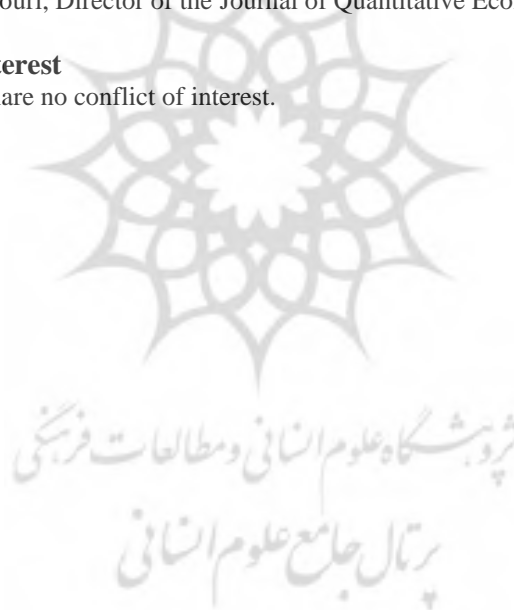 ouri, Director of the Journal of Quantitative Eco
terest
are no conflict of interest.
پژوهشگاه علوم انسانی و مطالعات فرهنگی
پرتال جامع علوم انسانی